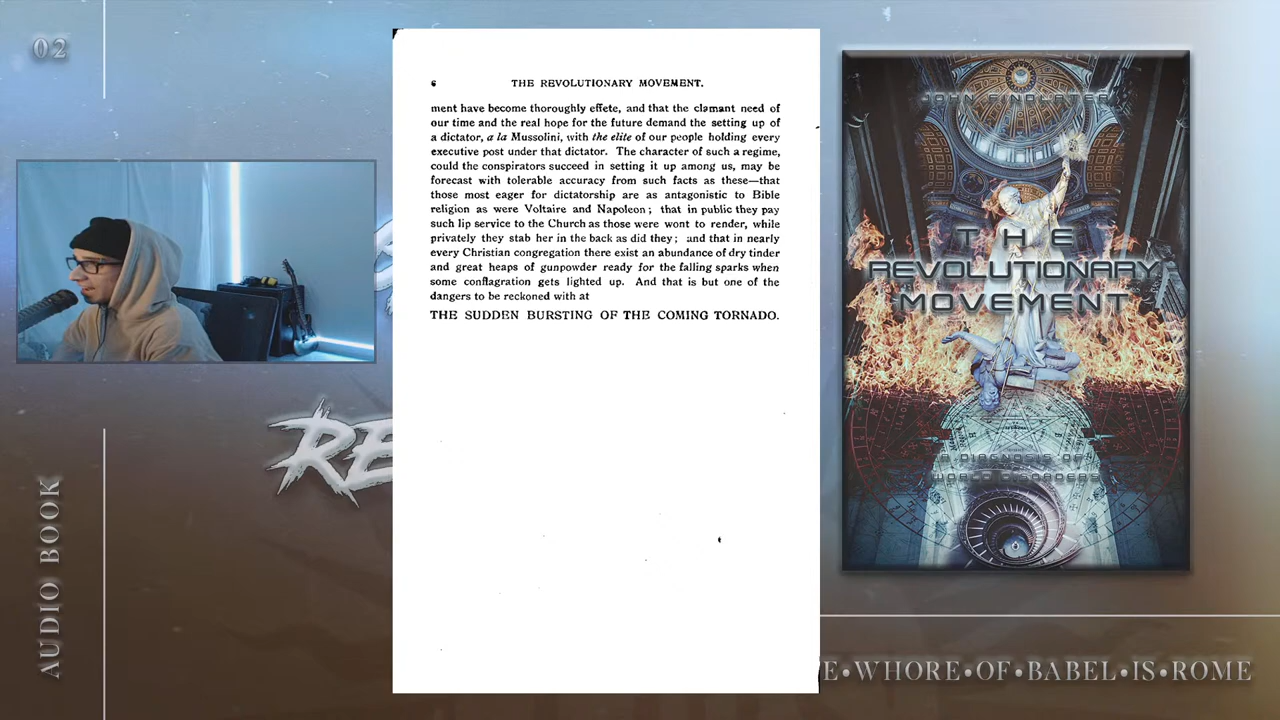 02
AUDIO BOOK
RE
6 THE REVOLUTIONARY MOVEMENT.
ment have become thoroughly effete, and that the clamant need of
our time and the real hope for the future demand the setting up of
a dictator, a la Mussolini, with the elite of our people holding every
executive post under that dictator. The character of such a regime,
could the conspirators succeed in setting it up among us, may be
forecast with tolerable accuracy from such facts as these—that
those most eager for dictatorship are as antagonistic to Bible
religion as were Voltaire and Napoleon; that in public they pay
such lip service to the Church as those were wont to render, while
privately they stab her in the back as did they; and that in nearly
every Christian congregation there exist an abundance of dry tinder
and great heaps of gunpowder ready for the falling sparks when
some conflagration gets lighted up. And that is but one of the
dangers to be reckoned with at
THE SUDDEN BURSTING OF THE COMING TORNADO.
JOHN FINDLATER
THE
REVOLUTIONARY
MOVEMENT
A DIAGNOSIS OF
WORLD DISORDERS
E•WHORE•OF•BABEL•IS•ROME